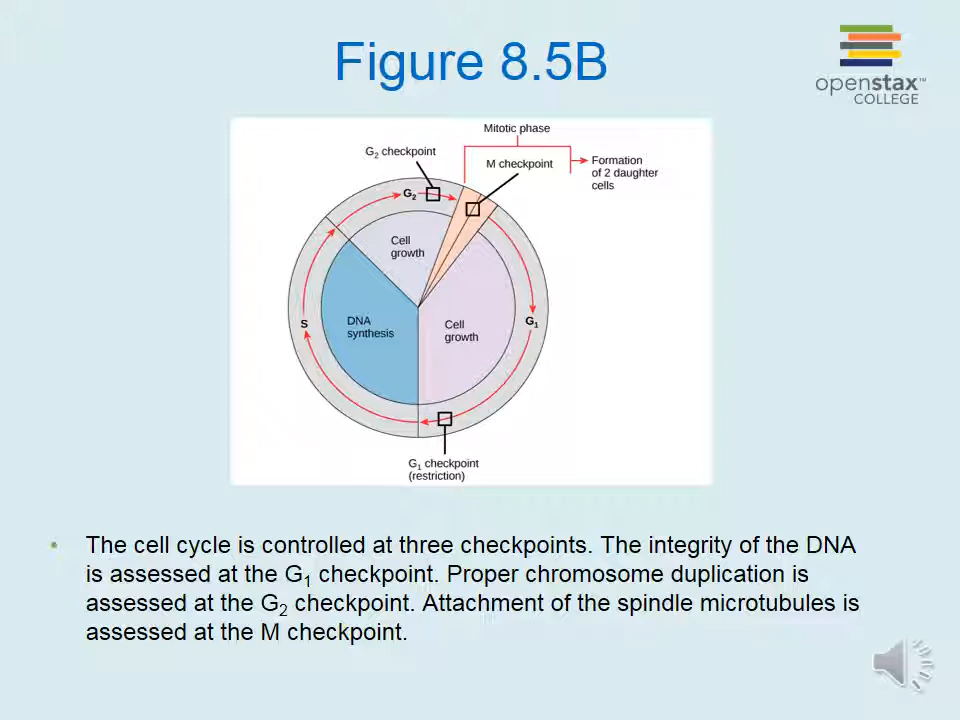 Figure 8.5B
openstax™
COLLEGE
Mitotic phase
G₂ checkpoint
M checkpoint
Formation
of 2 daughter
cells
G₂
Cell
growth
S
DNA
synthesis
Cell
growth
G₁
G₁ checkpoint
(restriction)
• The cell cycle is controlled at three checkpoints. The integrity of the DNA
is assessed at the G₁ checkpoint. Proper chromosome duplication is
assessed at the G₂ checkpoint. Attachment of the spindle microtubules is
assessed at the M checkpoint.